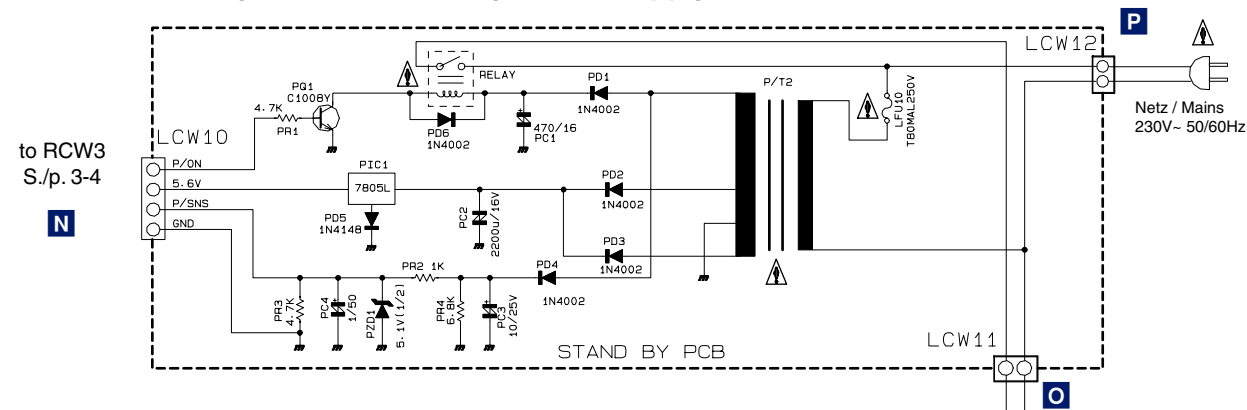 P
LCW12
Netz / Mains
230V~ 50/60Hz
RELAY
PD1
1N4002
P/T2
LFU10
T80MAL250V
PQ1
C1008Y
4.7K
PR1
PD6
1N4002
470/16
PC1
LCW10
to RCW3
S./p. 3-4
N
P/ON
5.6V
P/SNS
GND
PIC1
7805L
PD5
1N4148
PC2
2200u/16V
PD2
1N4002
PD3
1N4002
PD4
1N4002
PR2 1K
PR3
4.7K
PC4
1/50
PZD1
5.1V(1/2)
PR4
6.8K
PC3
10/25V
STAND BY PCB
LCW11
O